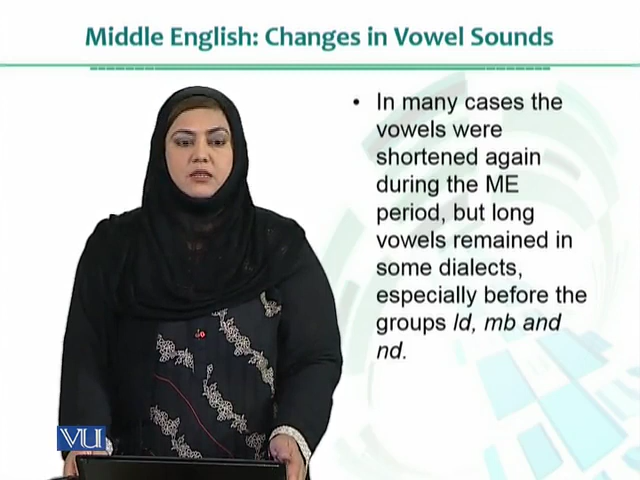 Middle English: Changes in Vowel Sounds
• In many cases the
vowels were
shortened again
during the ME
period, but long
vowels remained in
some dialects,
especially before the
groups ld, mb and
nd.
VU